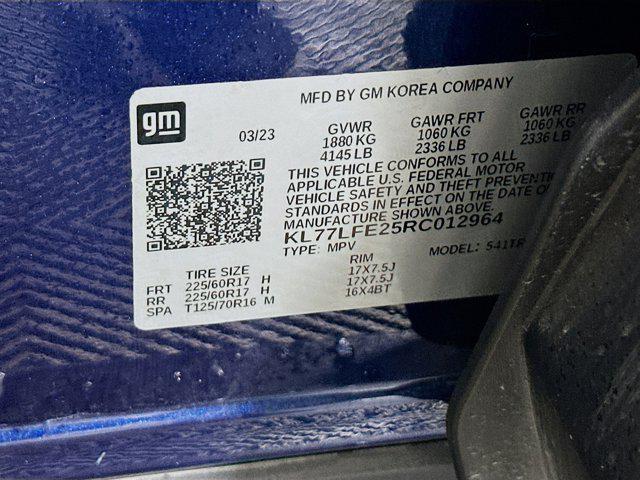 MFD BY GM KOREA COMPANY
gm
03/23
GVWR GAWR FRT GAWR RR
1880 KG 1060 KG 1060 KG
4145 LB 2336 LB 2336 LB
THIS VEHICLE CONFORMS TO ALL
APPLICABLE U.S. FEDERAL MOTOR
VEHICLE SAFETY AND THEFT PREVENTIO
STANDARDS IN EFFECT ON THE DATE O
MANUFACTURE SHOWN ABOVE.
KL77LFE25RC012964
TYPE: MPV MODEL: 541TR
TIRE SIZE RIM
FRT 225/60R17 H 17X7.5J
RR 225/60R17 H 17X7.5J
SPA T125/70R16 M 16X4BT